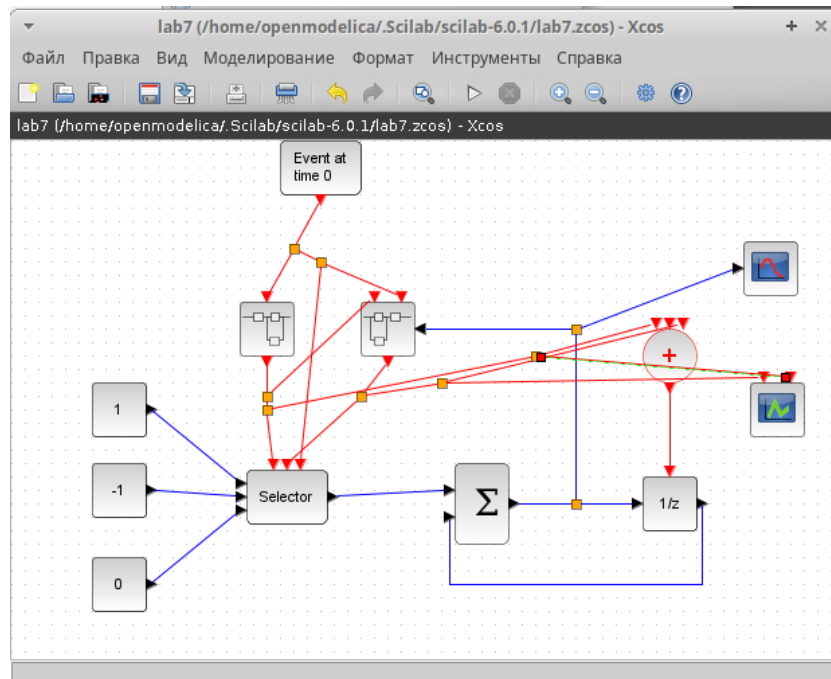 lab7 (/home/openmodelica/.Scilab/scilab-6.0.1/lab7.zcos) - Xcos
Файл Правка Вид Моделирование Формат Инструменты Справка
lab7 (/home/openmodelica/.Scilab/scilab-6.0.1/lab7.zcos) - Xcos
Event at
time 0
+
1
-1
Selector
Σ
1/z
0